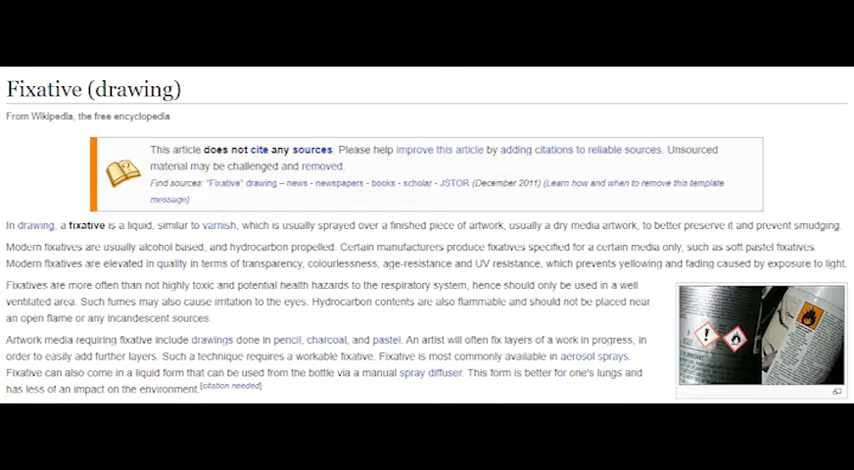 Fixative (drawing)
From Wikipedia, the free encyclopedia
This article does not cite any sources. Please help improve this article by adding citations to reliable sources. Unsourced
material may be challenged and removed.
Find sources: "Fixative" drawing – news · newspapers · books · scholar · JSTOR (December 2011) (Learn how and when to remove this template
message)
In drawing, a fixative is a liquid, similar to varnish, which is usually sprayed over a finished piece of artwork, usually a dry media artwork, to better preserve it and prevent smudging.
Modern fixatives are usually alcohol based, and hydrocarbon propelled. Certain manufacturers produce fixatives specified for a certain media only, such as soft pastel fixatives.
Modern fixatives are elevated in quality in terms of transparency, colourlessness, age-resistance and UV resistance, which prevents yellowing and fading caused by exposure to light.
Fixatives are more often than not highly toxic and potential health hazards to the respiratory system, hence should only be used in a well
ventilated area. Such fumes may also cause irritation to the eyes. Hydrocarbon contents are also flammable and should not be placed near
an open flame or any incandescent sources.
Artwork media requiring fixative include drawings done in pencil, charcoal, and pastel. An artist will often fix layers of a work in progress, in
order to easily add further layers. Such a technique requires a workable fixative. Fixative is most commonly available in aerosol sprays.
Fixative can also come in a liquid form that can be used from the bottle via a manual spray diffuser. This form is better for one's lungs and
has less of an impact on the environment.[citation needed]